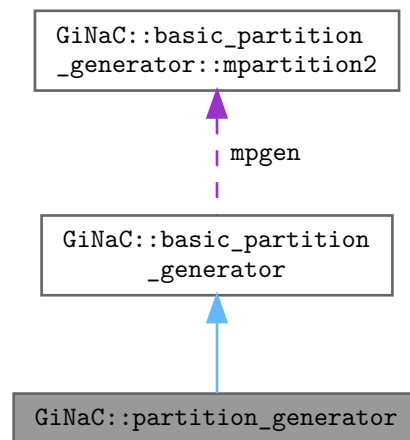 GiNaC::basic_partition
_generator::mpartition2
mpgen
GiNaC::basic_partition
_generator
GiNaC::partition_generator